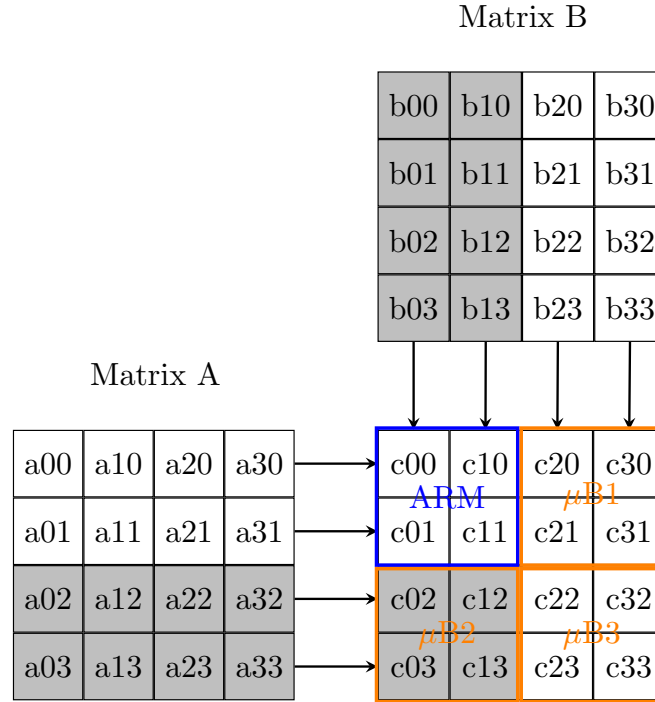 Matrix B
b00 b10 b20 b30
b01 b11 b21 b31
b02 b12 b22 b32
b03 b13 b23 b33
Matrix A
a00 a10 a20 a30 c00 c10 c20 c30
ARM μB1
a01 a11 a21 a31 c01 c11 c21 c31
a02 a12 a22 a32 c02 c12 c22 c32
μB2 μB3
a03 a13 a23 a33 c03 c13 c23 c33